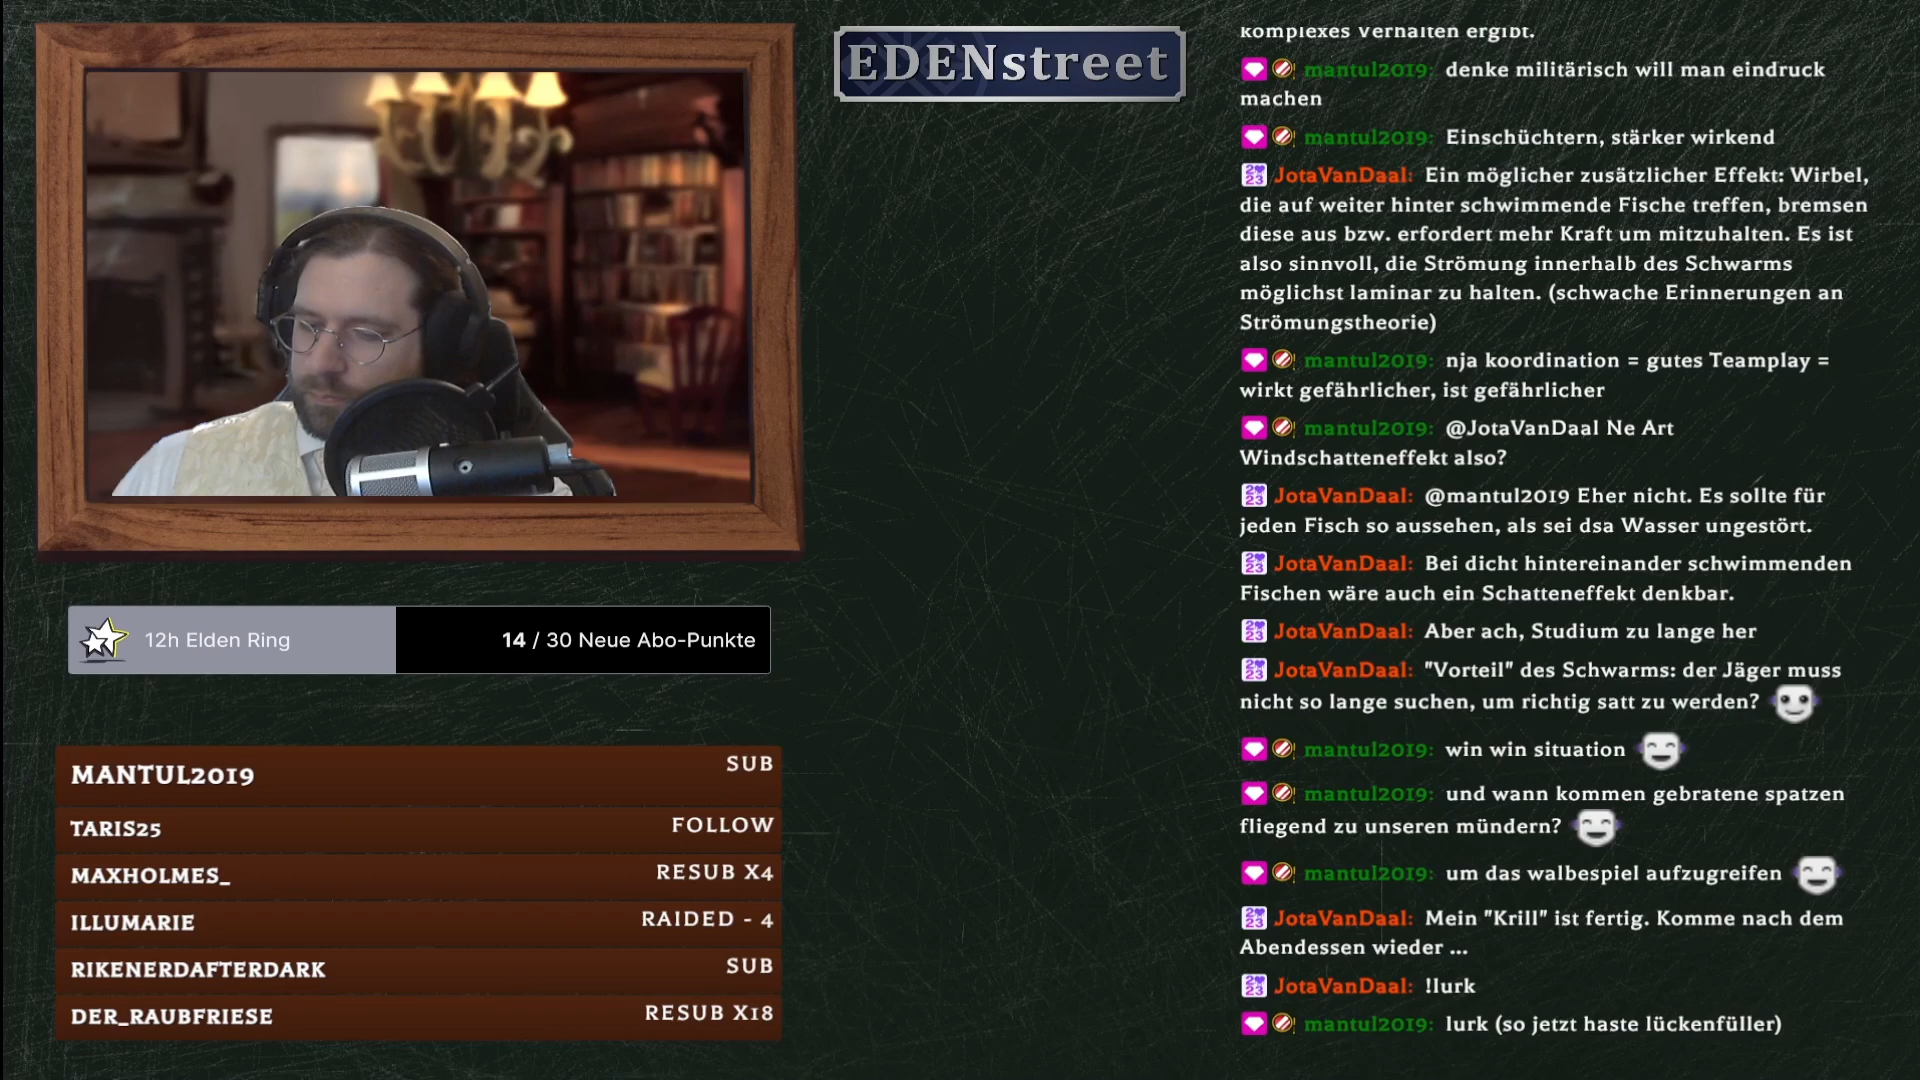 EDENstreet
komplexes Verhalten ergibt.
mantul2019: denke militärisch will man eindruck
machen
mantul2019: Einschüchtern, stärker wirkend
JotaVanDaal: Ein möglicher zusätzlicher Effekt: Wirbel,
die auf weiter hinter schwimmende Fische treffen, bremsen
diese aus bzw. erfordert mehr Kraft um mitzuhalten. Es ist
also sinnvoll, die Strömung innerhalb des Schwarms
möglichst laminar zu halten. (schwache Erinnerungen an
Strömungstheorie)
mantul2019: nja koordination = gutes Teamplay =
wirkt gefährlicher, ist gefährlicher
mantul2019: @JotaVanDaal Ne Art
Windschatteneffekt also?
JotaVanDaal: @mantul2019 Eher nicht. Es sollte für
jeden Fisch so aussehen, als sei dsa Wasser ungestört.
JotaVanDaal: Bei dicht hintereinander schwimmenden
Fischen wäre auch ein Schatteneffekt denkbar.
JotaVanDaal: Aber ach, Studium zu lange her
JotaVanDaal: "Vorteil" des Schwarms: der Jäger muss
nicht so lange suchen, um richtig satt zu werden?
mantul2019: win win situation
mantul2019: und wann kommen gebratene spatzen
fliegend zu unseren mündern?
mantul2019: um das walbespiel aufzugreifen
JotaVanDaal: Mein "Krill" ist fertig. Komme nach dem
Abendessen wieder ...
JotaVanDaal: !lurk
mantul2019: lurk (so jetzt haste lückenfüller)
12h Elden Ring 14 / 30 Neue Abo-Punkte
MANTUL2019 SUB
TARIS25 FOLLOW
MAXHOLMES_ RESUB X4
ILLUMARIE RAIDED - 4
RIKENERDAFTERDARK SUB
DER_RAUBFRIESE RESUB X18